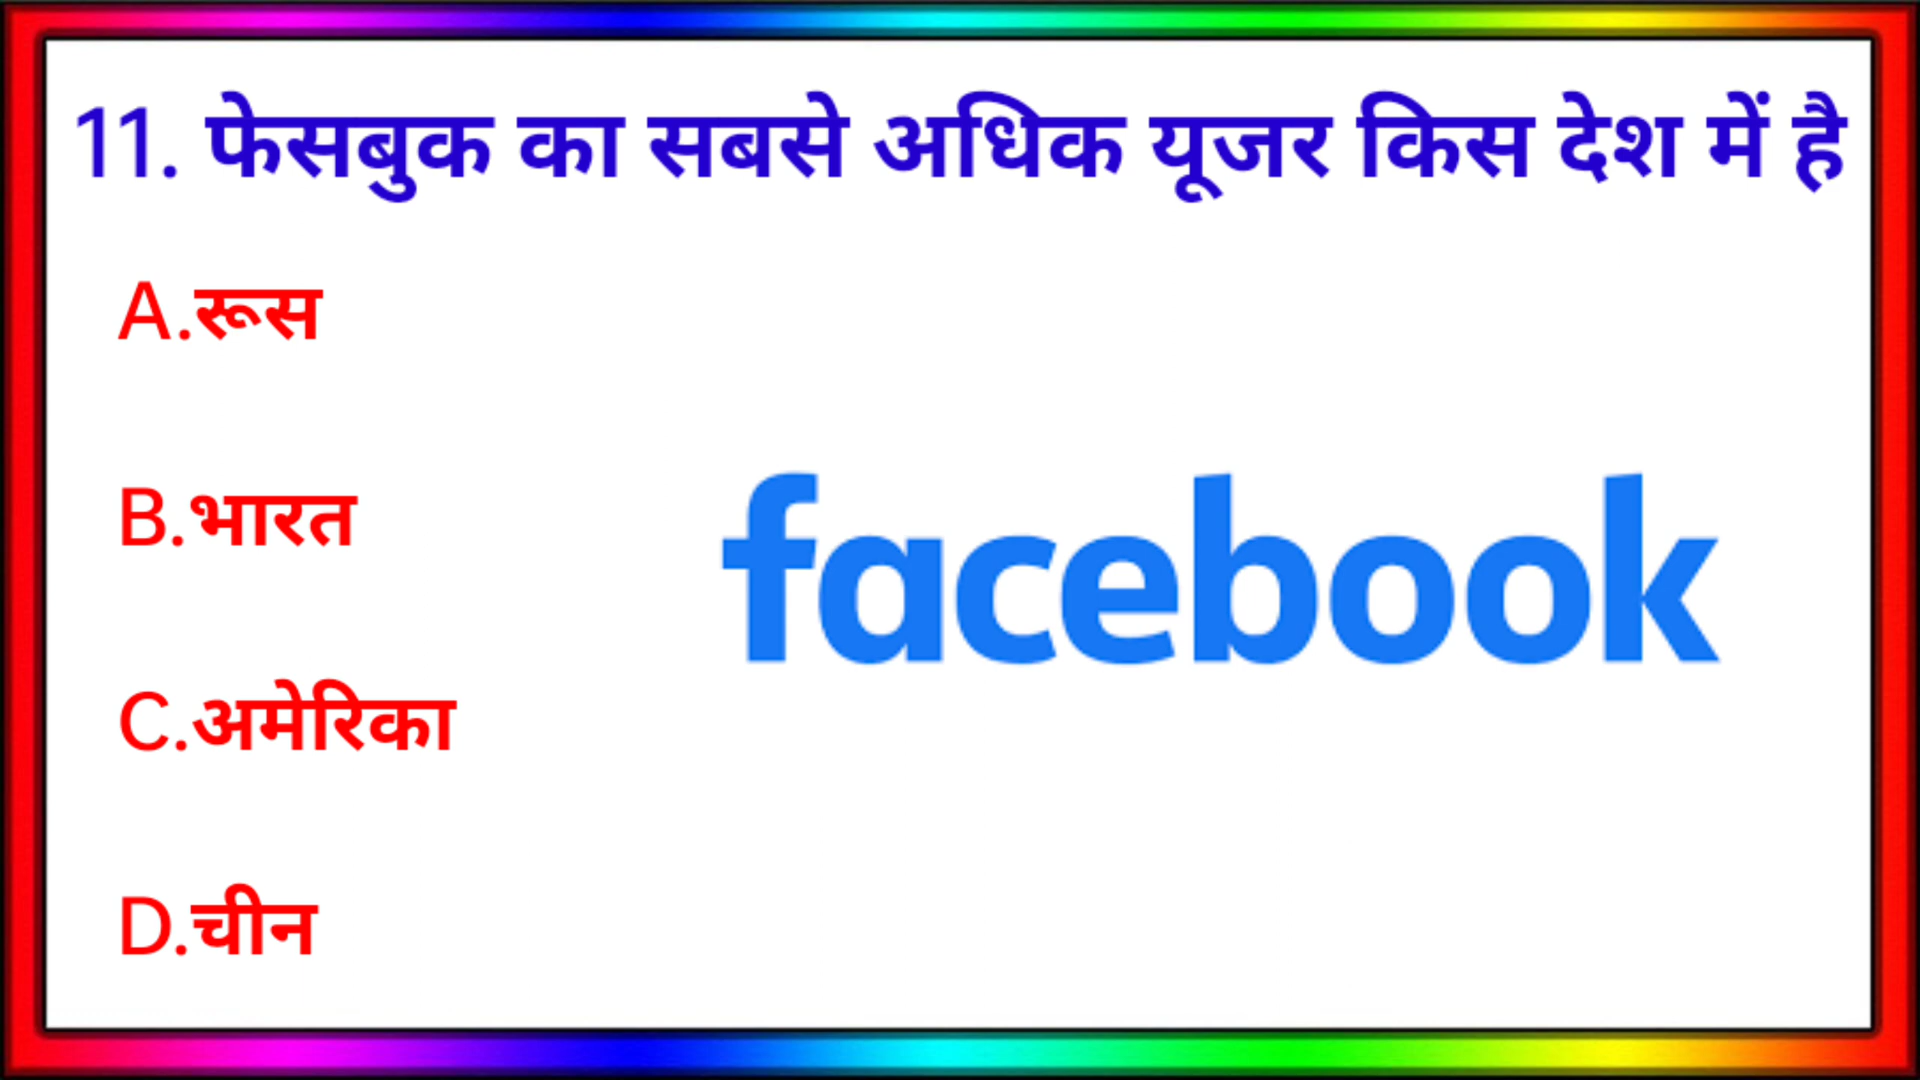 11. फेसबुक का सबसे अधिक यूजर किस देश में है
A.रूस
B.भारत
facebook
C.अमेरिका
D.चीन